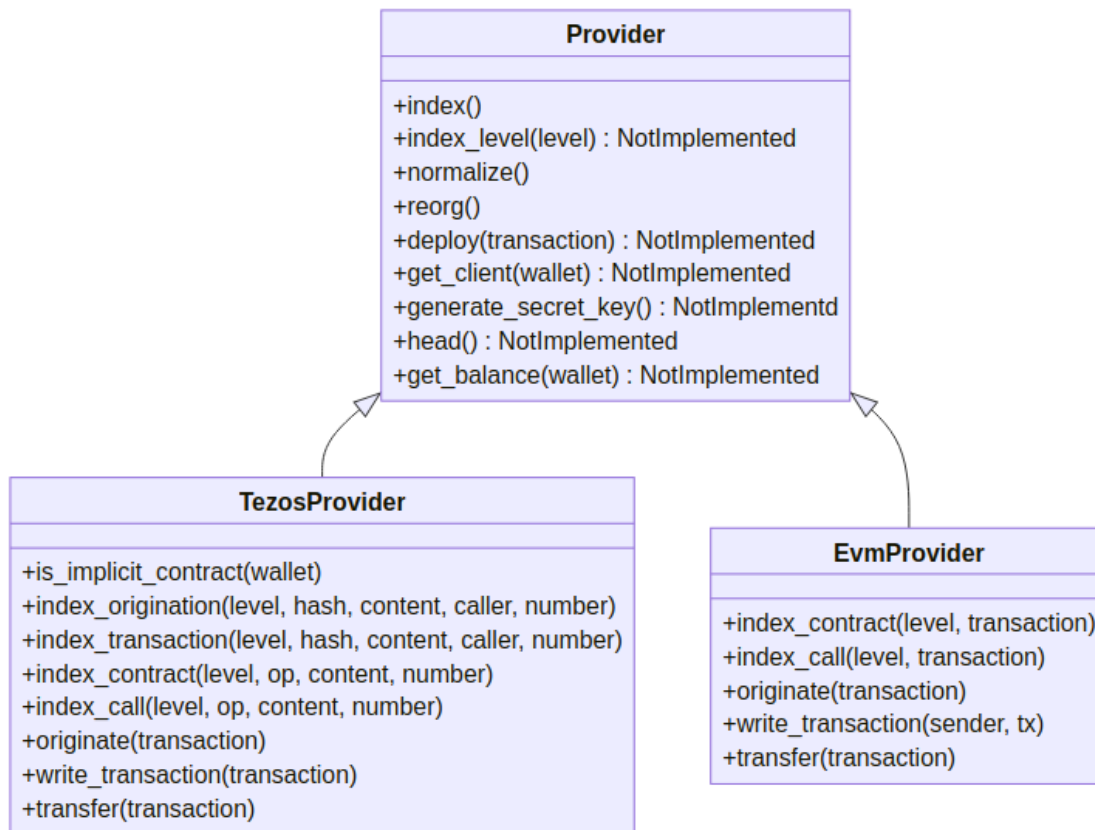 Provider
+index()
+index_level(level) : NotImplemented
+normalize()
+reorg()
+deploy(transaction) : NotImplemented
+get_client(wallet) : NotImplemented
+generate_secret_key() : NotImplementd
+head() : NotImplemented
+get_balance(wallet) : NotImplemented
TezosProvider
+is_implicit_contract(wallet)
+index_origination(level, hash, content, caller, number)
+index_transaction(level, hash, content, caller, number)
+index_contract(level, op, content, number)
+index_call(level, op, content, number)
+originate(transaction)
+write_transaction(transaction)
+transfer(transaction)
EvmProvider
+index_contract(level, transaction)
+index_call(level, transaction)
+originate(transaction)
+write_transaction(sender, tx)
+transfer(transaction)